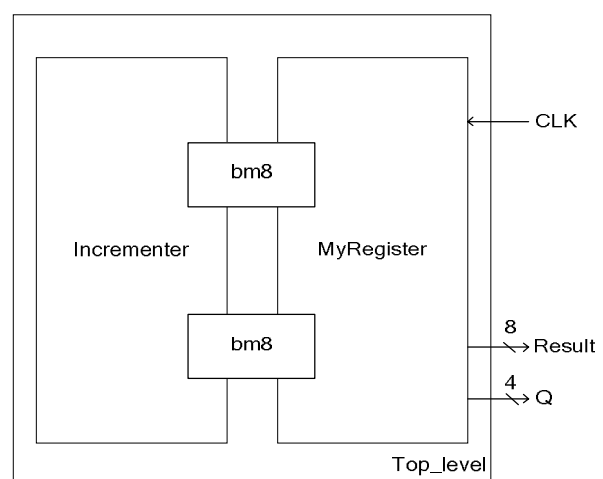 CLK
bm8
Incrementer
MyRegister
bm8
8
Result
4
Q
Top_level